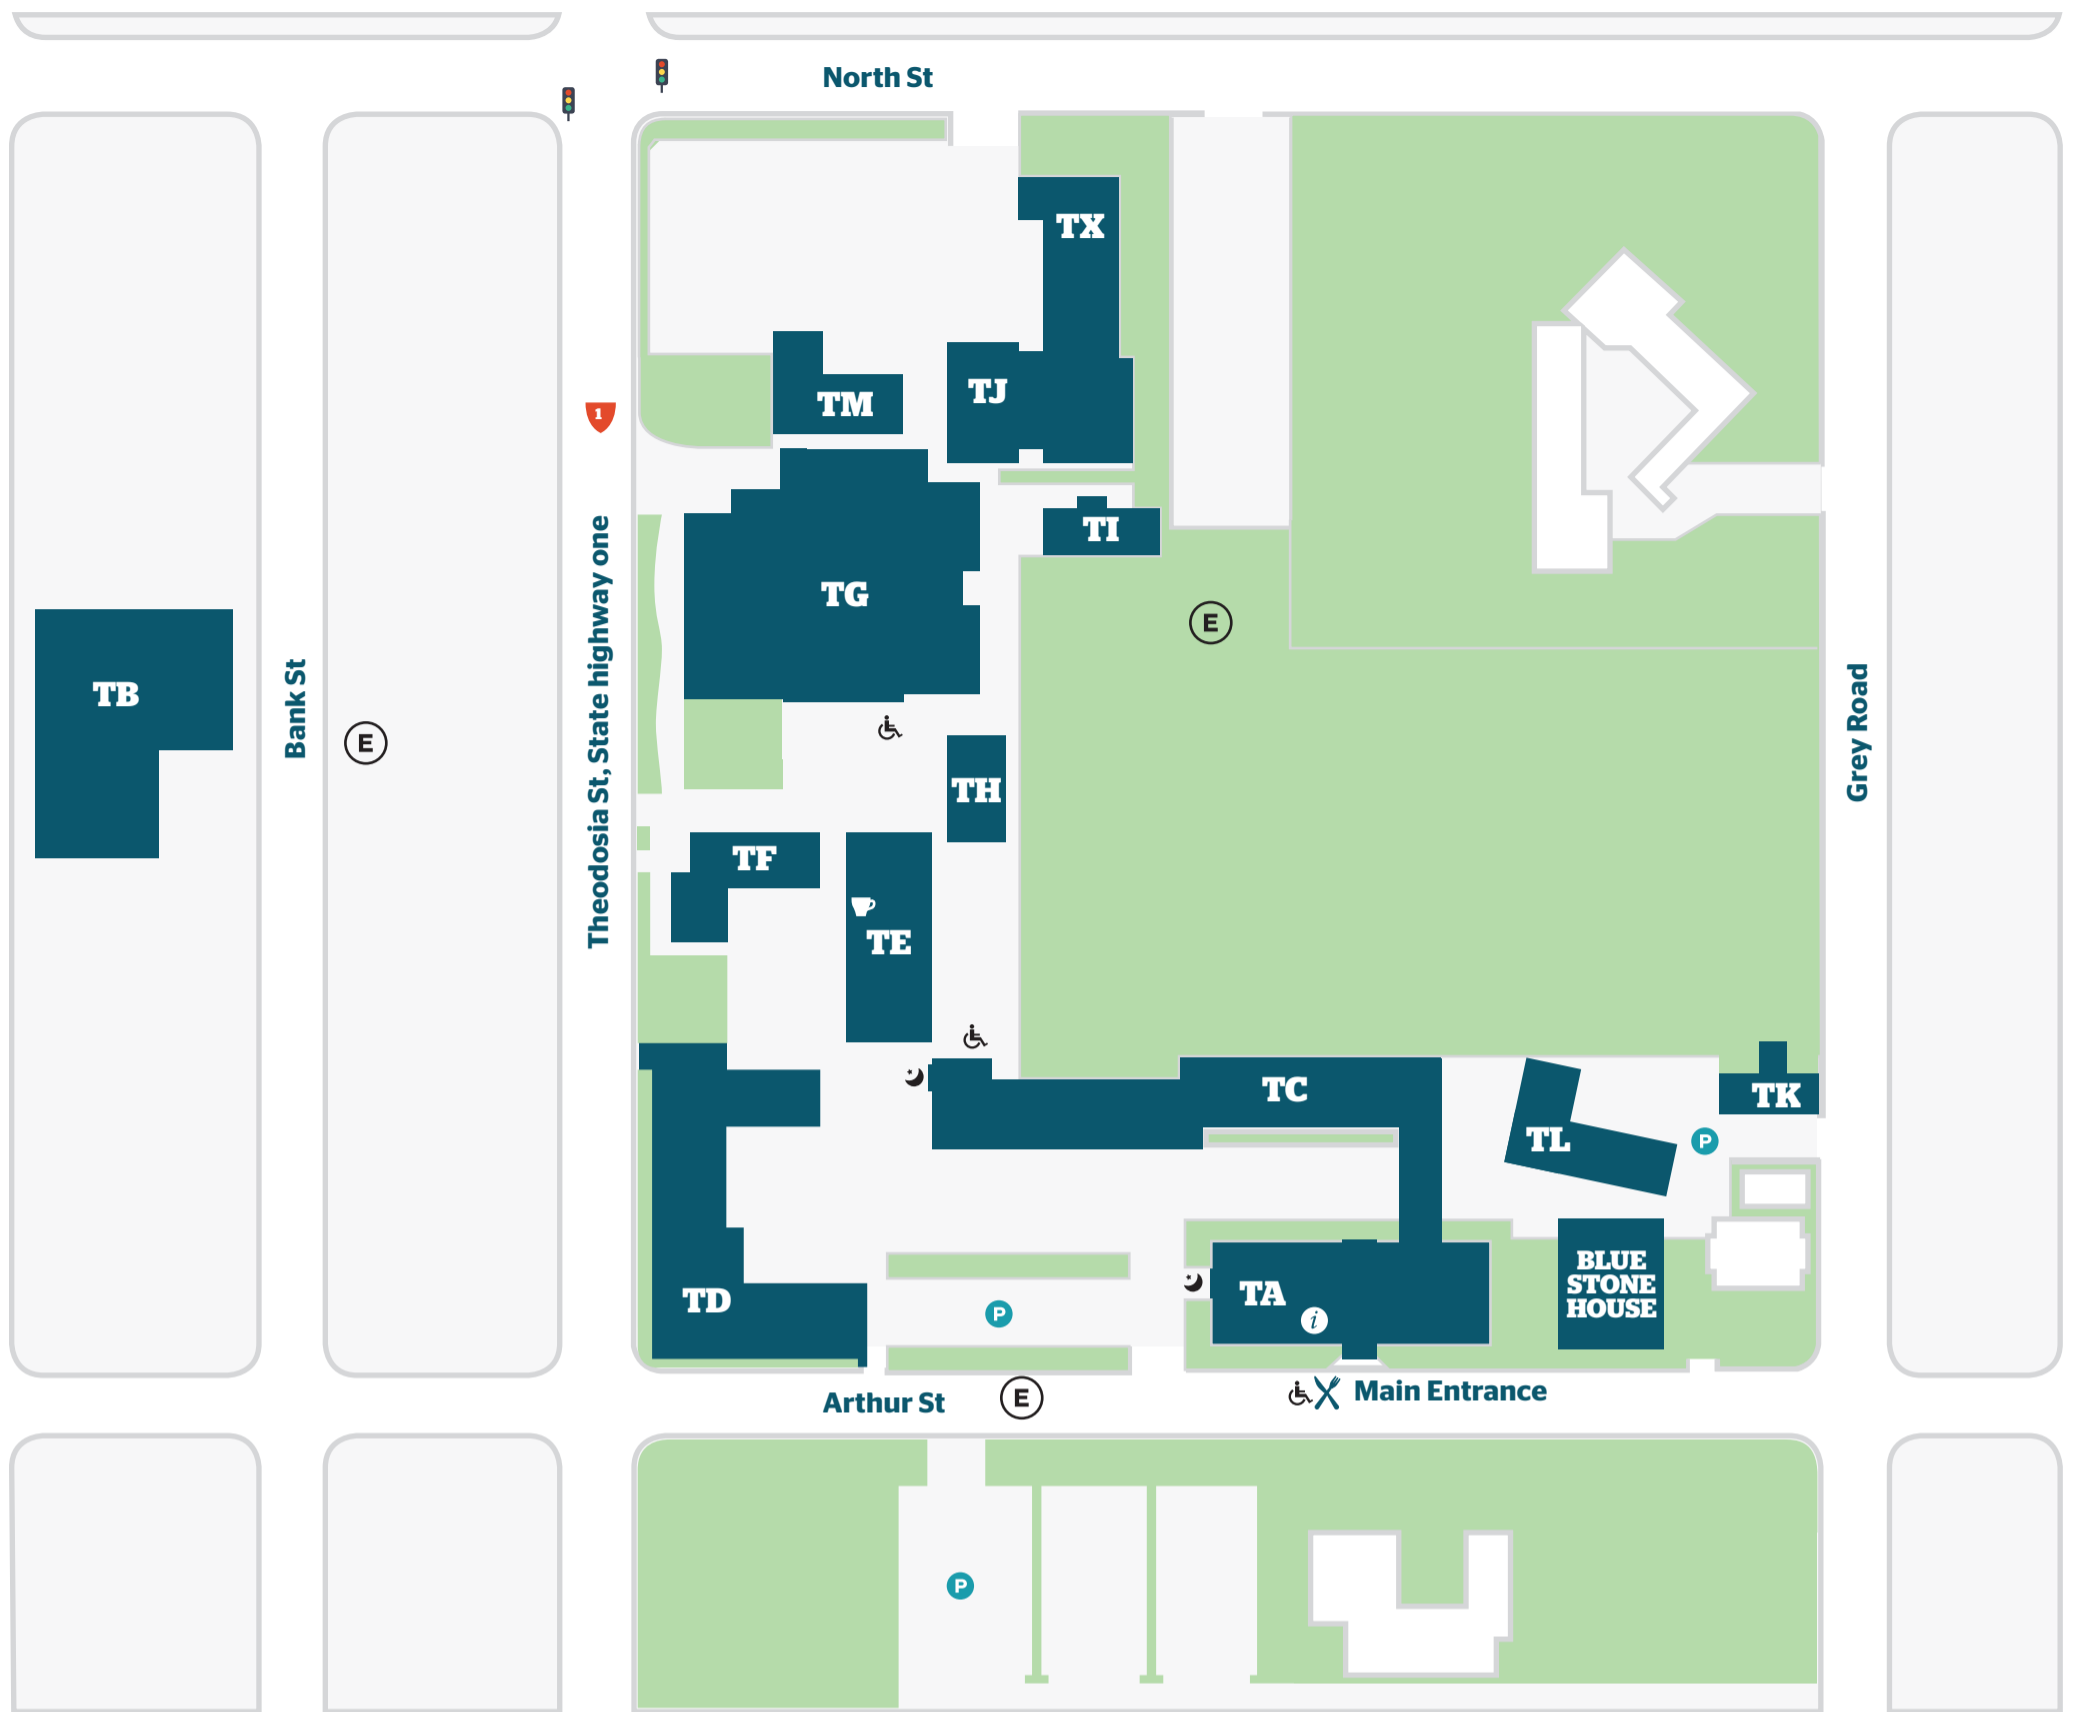 North St
TX
TJ
TM
1
TI
TG
E
Theodosia St, State highway one
TB
Bank St
E
Grey Road
TH
TF
TE
TC
TK
TL
P
BLUE
STONE
HOUSE
TA
i
TD
P
Arthur St
E
Main Entrance
P